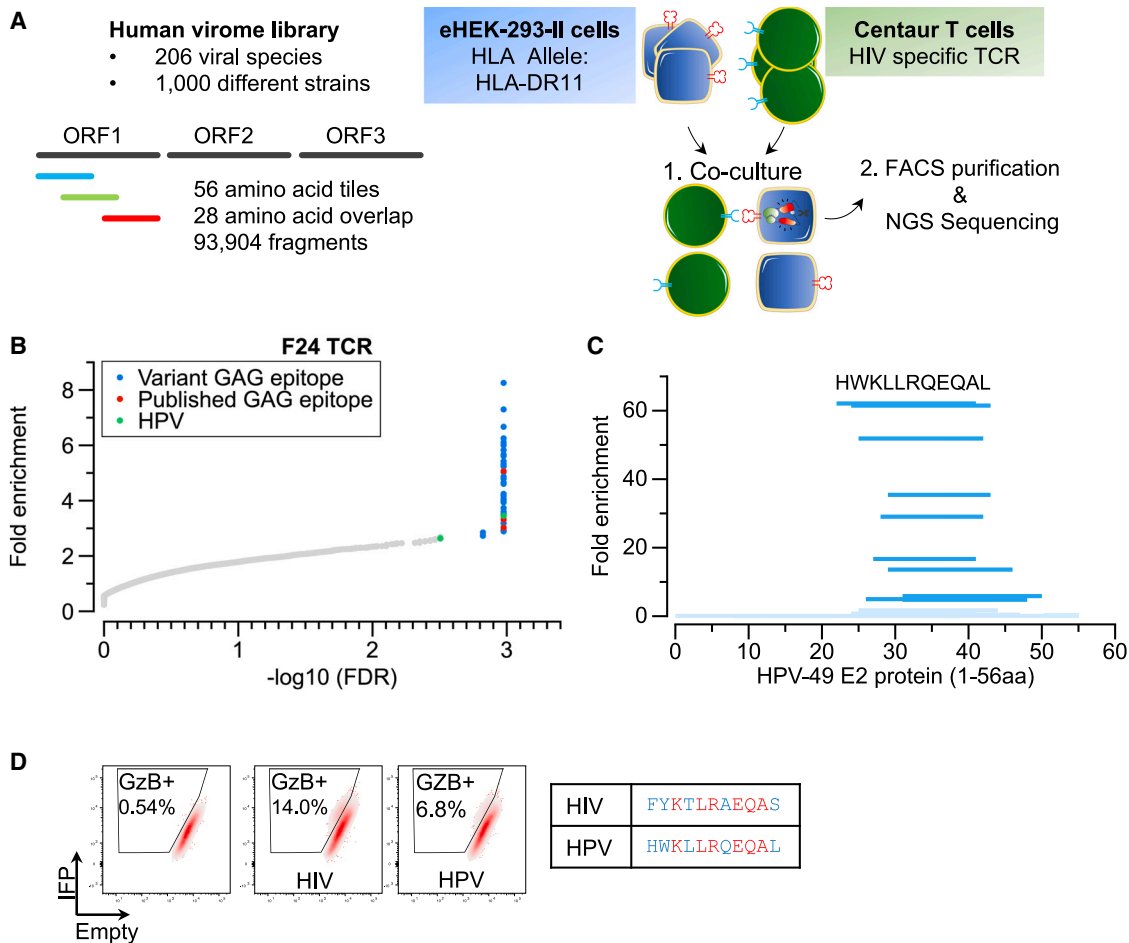 A
Human virome library
• 206 viral species
• 1,000 different strains
ORF1 ORF2 ORF3
56 amino acid tiles
28 amino acid overlap
93,904 fragments
eHEK-293-II cells
HLA Allele:
HLA-DR11
Centaur T cells
HIV specific TCR
1. Co-culture
2. FACS purification
&
NGS Sequencing
B
F24 TCR
Variant GAG epitope
Published GAG epitope
HPV
Fold enrichment
8
6
4
2
0
0 1 2 3
-log10 (FDR)
C
HWKLLRQEQAL
Fold enrichment
60
40
20
0
0 10 20 30 40 50 60
HPV-49 E2 protein (1-56aa)
D
GzB+
0.54%
GzB+
14.0%
HIV
GZB+
6.8%
HPV
IFP
Empty
HIV FYKTLRAEQAS
HPV HWKLLRQEQAL